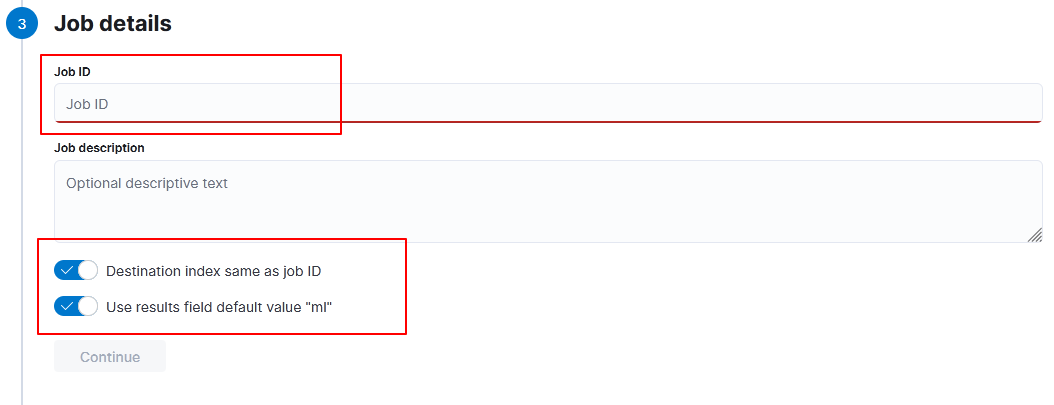 3
Job details
Job ID
Job ID
Job description
Optional descriptive text
Destination index same as job ID
Use results field default value "ml"
Continue